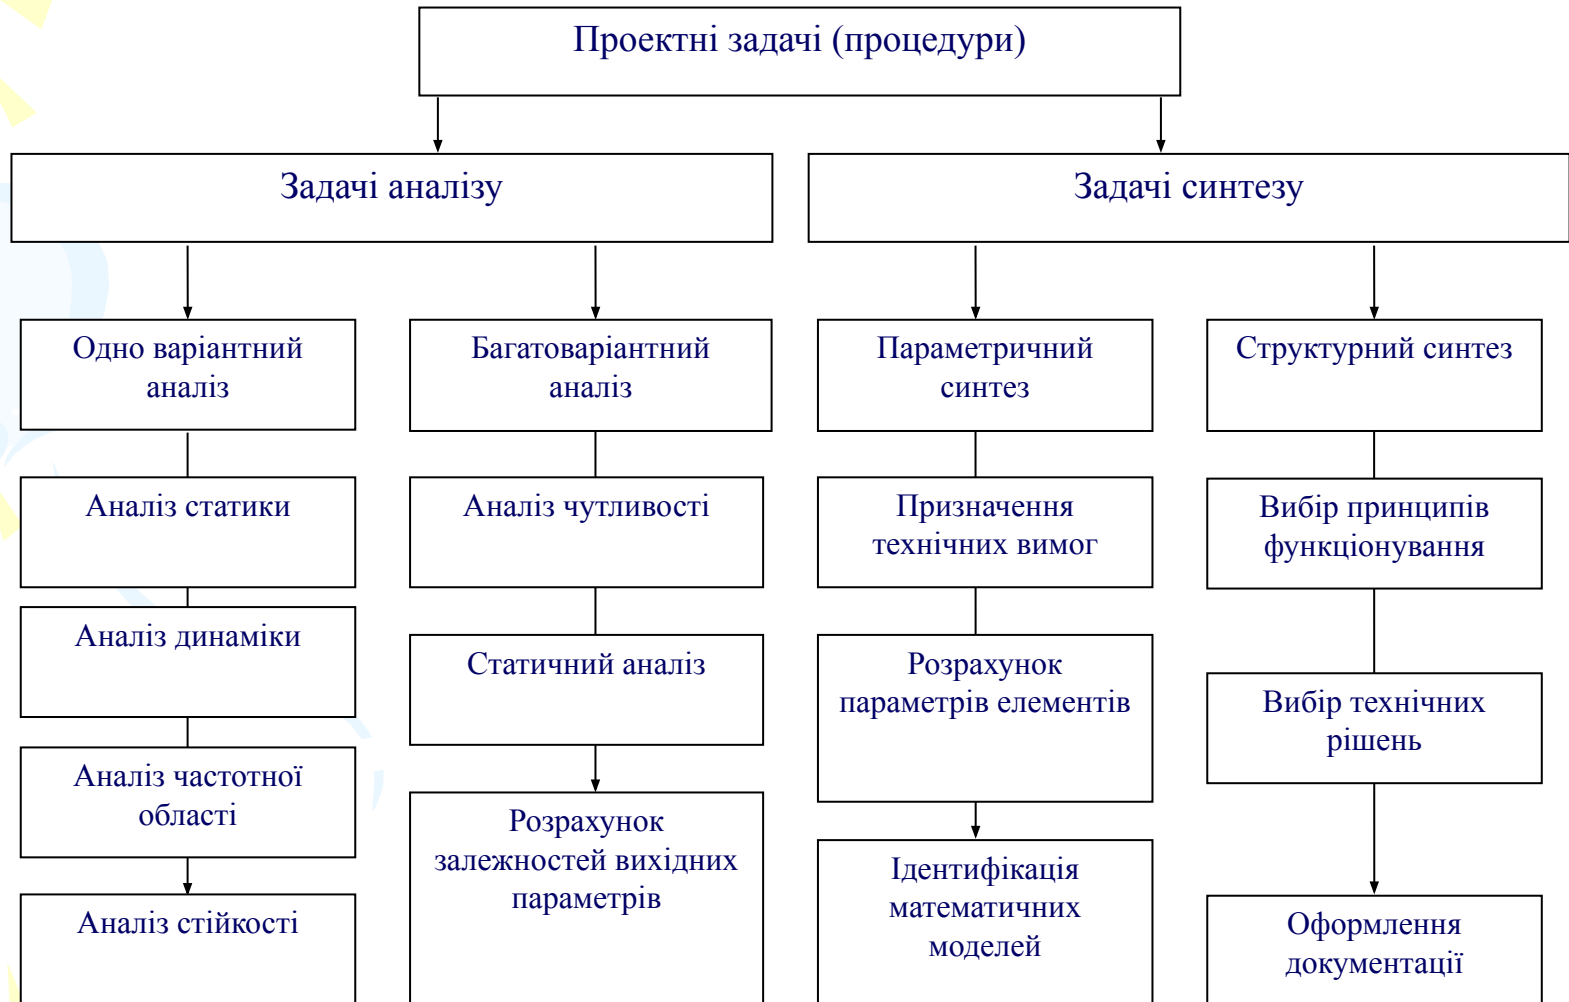 Проектні задачі (процедури)
Задачі аналізу
Задачі синтезу
Одно варіантний
аналіз
Багатоваріантний
аналіз
Параметричний
синтез
Структурний синтез
Аналіз статики
Аналіз чутливості
Призначення
технічних вимог
Вибір принципів
функціонування
Аналіз динаміки
Статичний аналіз
Розрахунок
параметрів елементів
Вибір технічних
рішень
Аналіз частотної
області
Розрахунок
залежностей вихідних
параметрів
Ідентифікація
математичних
моделей
Аналіз стійкості
Оформлення
документації